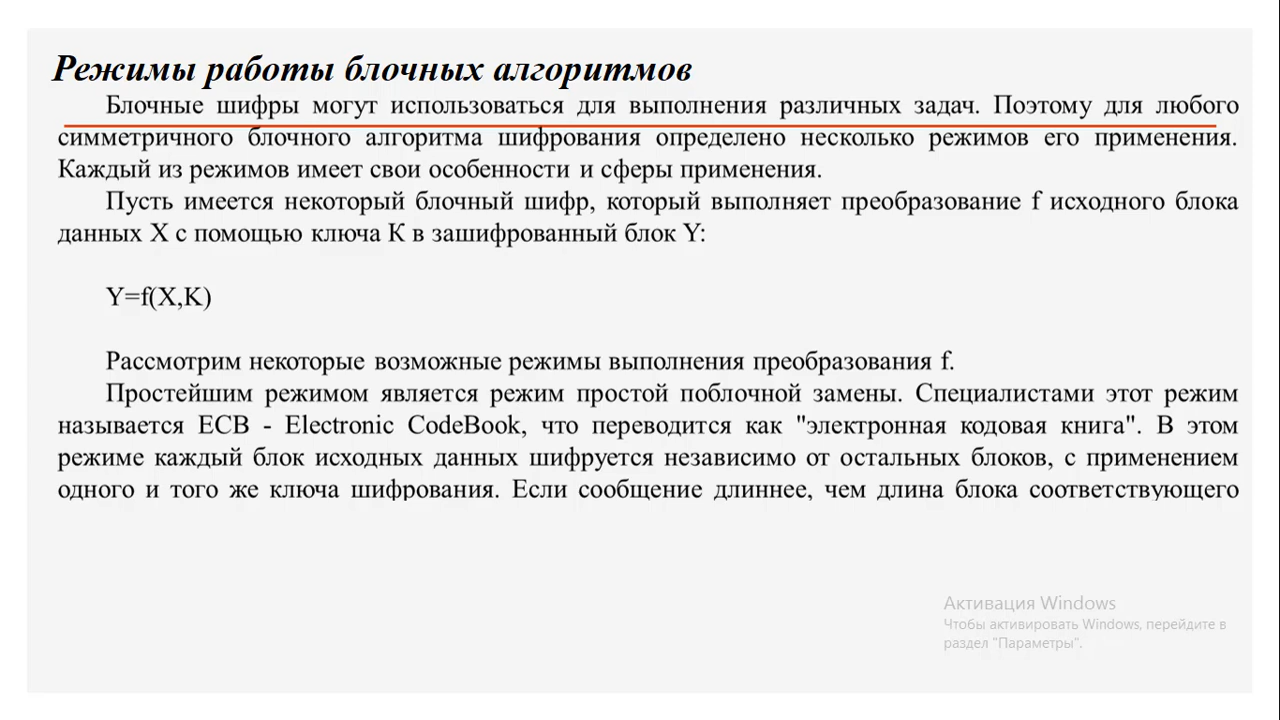 Режимы работы блочных алгоритмов
Блочные шифры могут использоваться для выполнения различных задач. Поэтому для любого
симметричного блочного алгоритма шифрования определено несколько режимов его применения.
Каждый из режимов имеет свои особенности и сферы применения.
Пусть имеется некоторый блочный шифр, который выполняет преобразование f исходного блока
данных X с помощью ключа К в зашифрованный блок Y:
Y=f(X,K)
Рассмотрим некоторые возможные режимы выполнения преобразования f.
Простейшим режимом является режим простой поблочной замены. Специалистами этот режим
называется ECB - Electronic CodeBook, что переводится как "электронная кодовая книга". В этом
режиме каждый блок исходных данных шифруется независимо от остальных блоков, с применением
одного и того же ключа шифрования. Если сообщение длиннее, чем длина блока соответствующего
Активация Windows
Чтобы активировать Windows, перейдите в
раздел "Параметры".